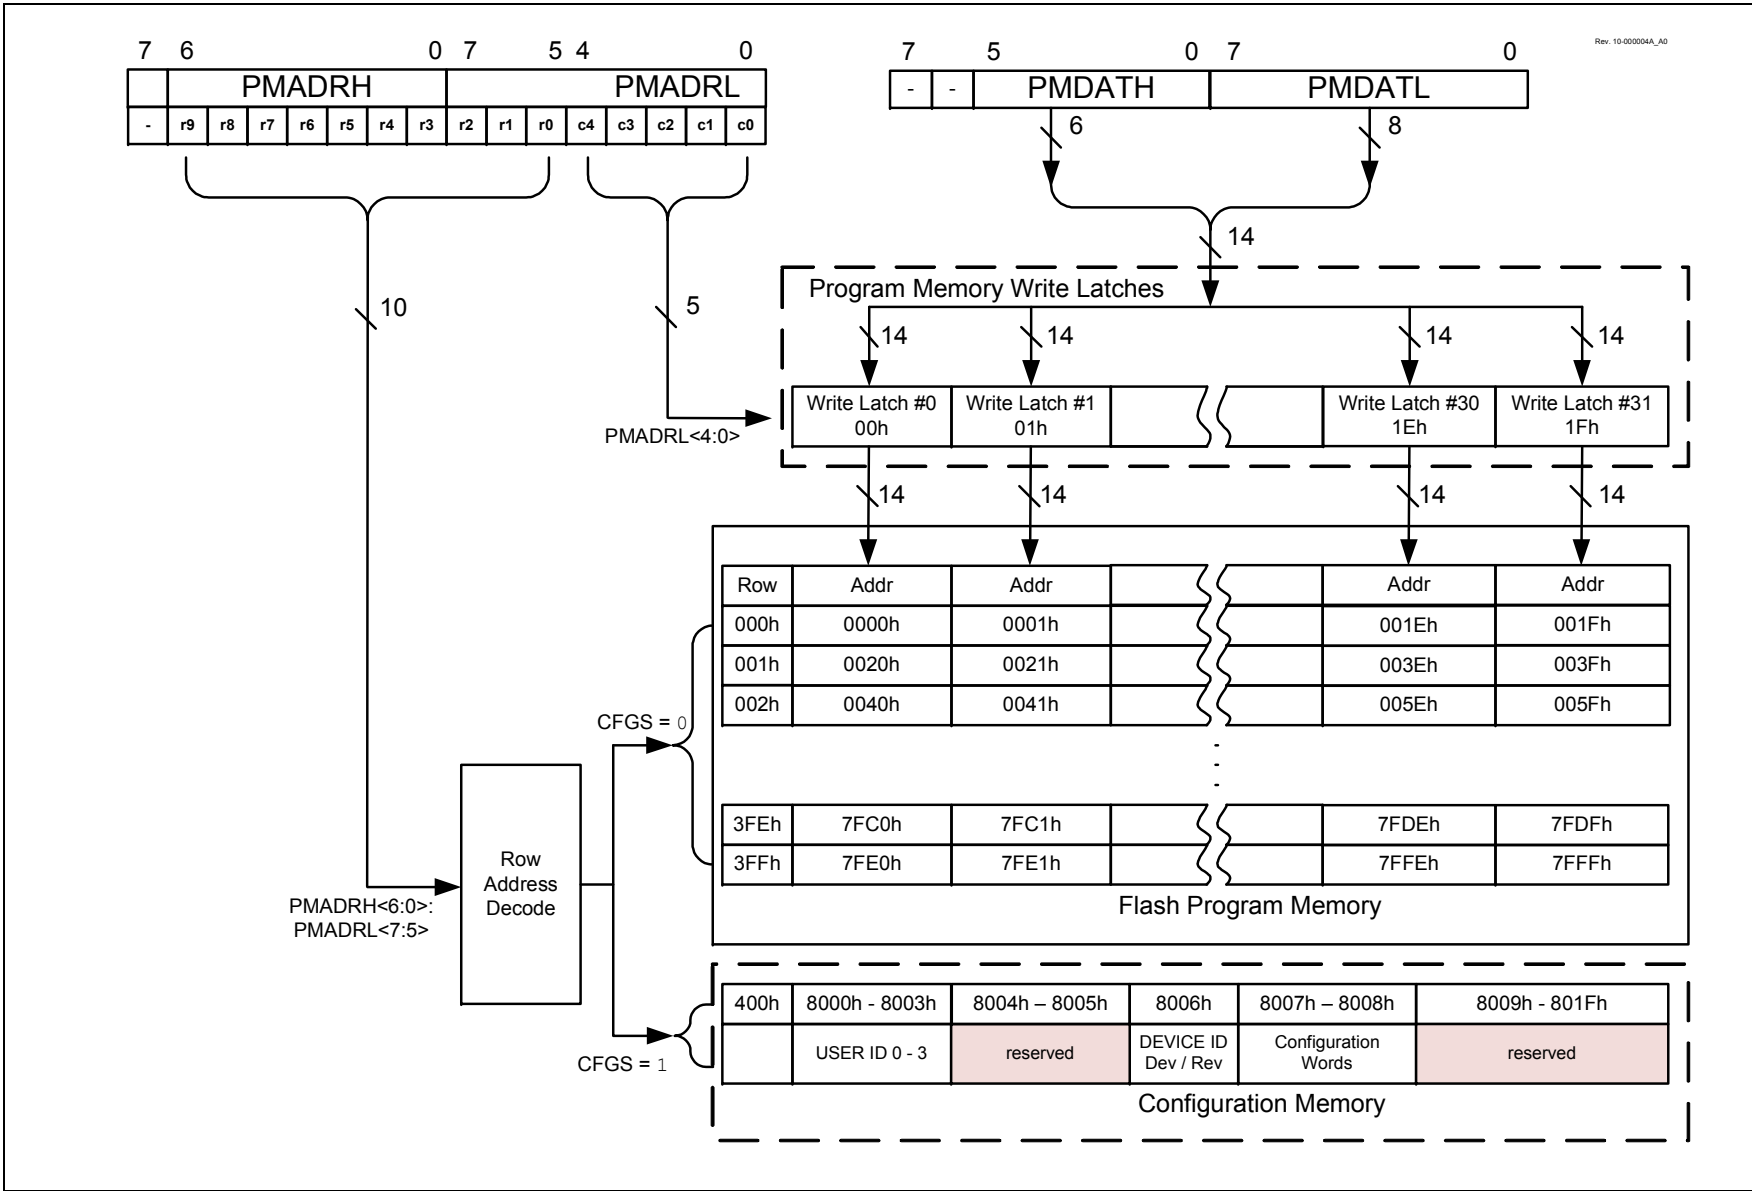 7 6 0 7 5 4 0
PMADRH PMADRL
- r9 r8 r7 r6 r5 r4 r3 r2 r1 r0 c4 c3 c2 c1 c0
7 5 0 7 0
Rev. 10-000004A_A0
- - PMDATH PMDATL
6 8
14
10 5
Program Memory Write Latches
14 14 14 14
PMADRL<4:0>
Write Latch #0 Write Latch #1 Write Latch #30 Write Latch #31
00h 01h 1Eh 1Fh
14 14 14 14
Row Addr Addr Addr Addr
000h 0000h 0001h 001Eh 001Fh
001h 0020h 0021h 003Eh 003Fh
002h 0040h 0041h 005Eh 005Fh
CFGS = 0
3FEh 7FC0h 7FC1h 7FDEh 7FDFh
3FFh 7FE0h 7FE1h 7FFEh 7FFFh
Flash Program Memory
Row
Address
Decode
PMADRH<6:0>:
PMADRL<7:5>
400h 8000h - 8003h 8004h – 8005h 8006h 8007h – 8008h 8009h - 801Fh
USER ID 0 - 3 reserved DEVICE ID Configuration reserved
Dev / Rev Words
CFGS = 1
Configuration Memory